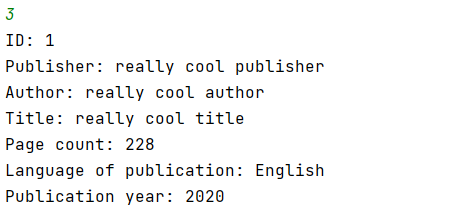 3
ID: 1
Publisher: really cool publisher
Author: really cool author
Title: really cool title
Page count: 228
Language of publication: English
Publication year: 2020